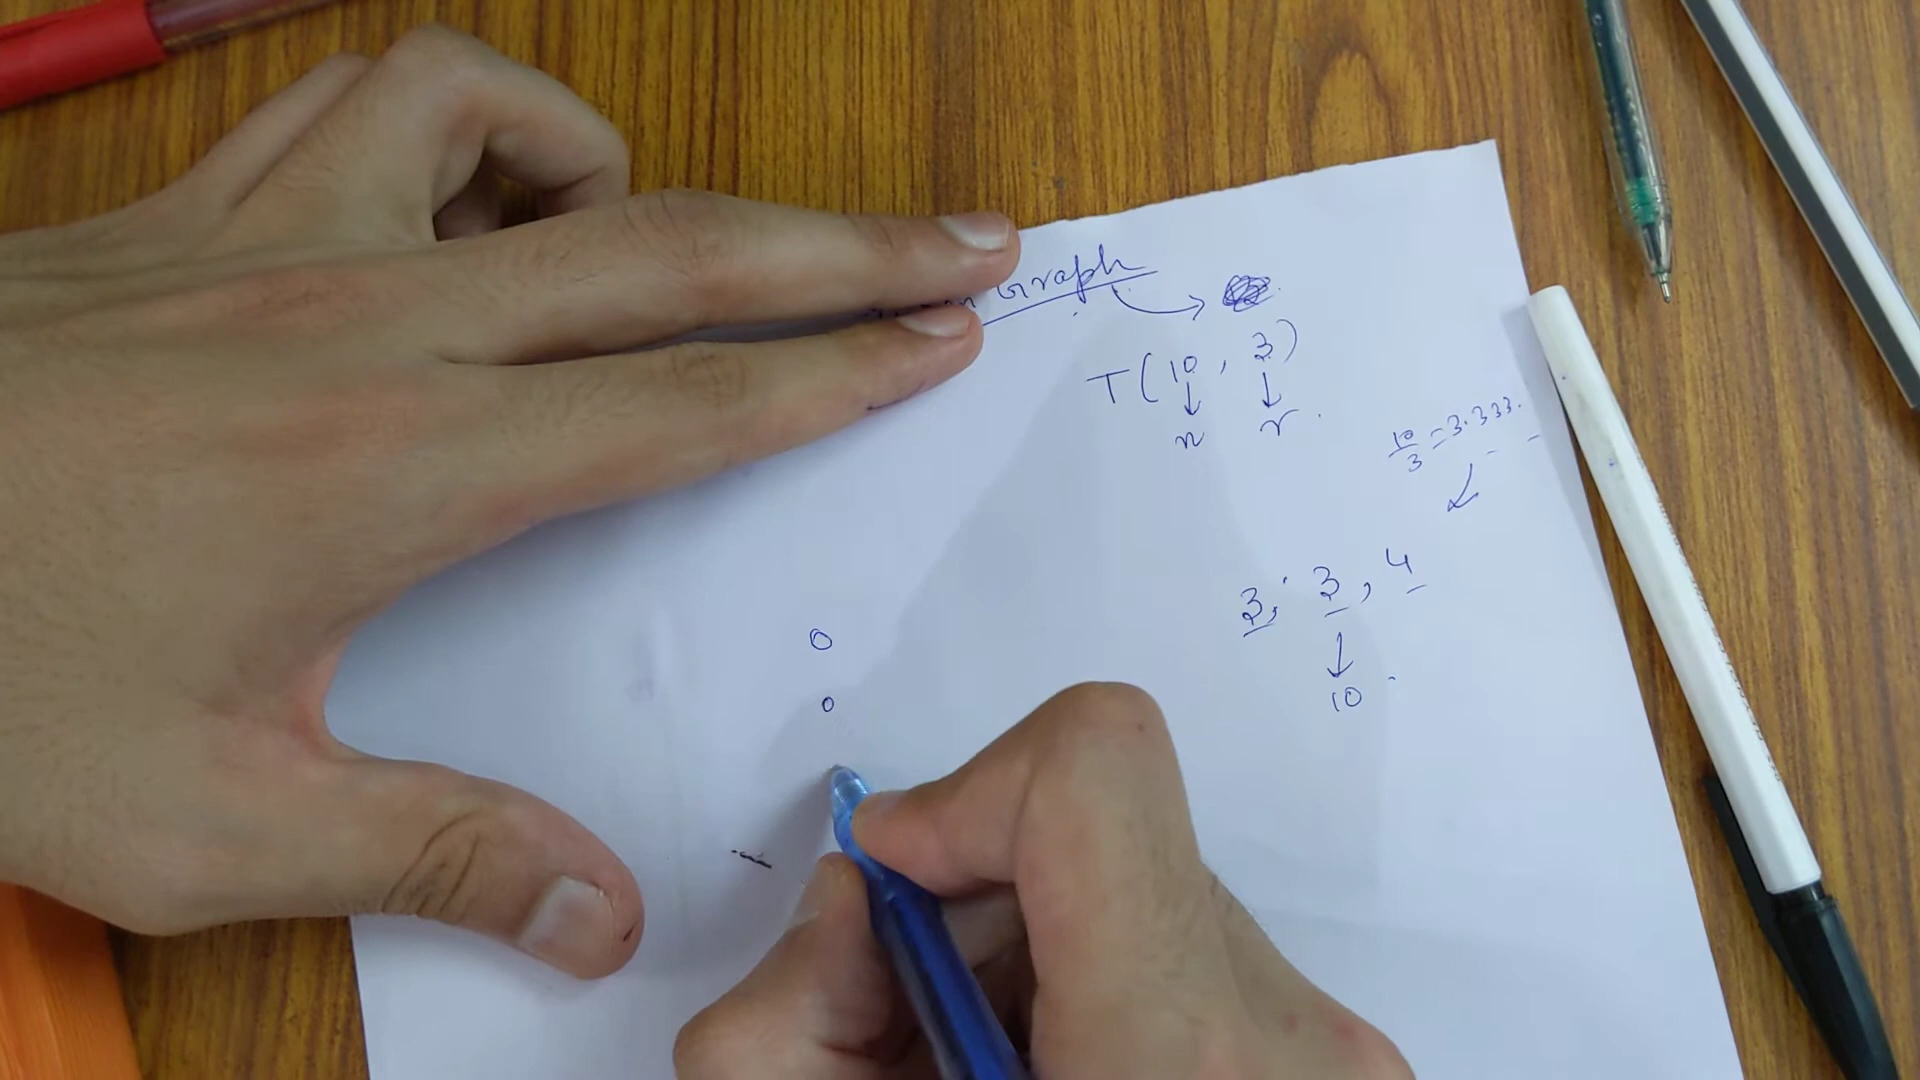 Graph
T(10, 3)
n r
10/3 = 3.333.
3, 3, 4
10